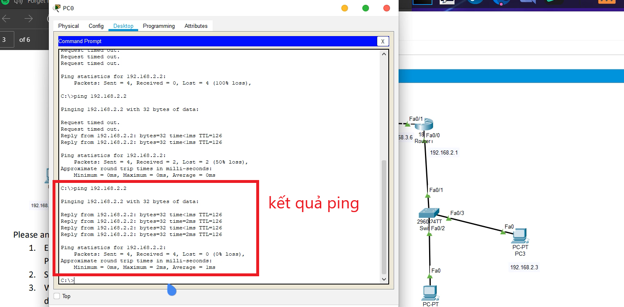 PC0
Physical Config Desktop Programming Attributes
Command Prompt
X
Request timed out.
Request timed out.
Request timed out.
Ping statistics for 192.168.2.2:
Packets: Sent = 4, Received = 0, Lost = 4 (100% loss),
C:\>ping 192.168.2.2
Pinging 192.168.2.2 with 32 bytes of data:
Request timed out.
Request timed out.
Reply from 192.168.2.2: bytes=32 time<1ms TTL=126
Reply from 192.168.2.2: bytes=32 time<1ms TTL=126
Ping statistics for 192.168.2.2:
Packets: Sent = 4, Received = 2, Lost = 2 (50% loss),
Approximate round trip times in milli-seconds:
Minimum = 0ms, Maximum = 0ms, Average = 0ms
C:\>ping 192.168.2.2
Pinging 192.168.2.2 with 32 bytes of data:
Reply from 192.168.2.2: bytes=32 time<1ms TTL=126
Reply from 192.168.2.2: bytes=32 time=2ms TTL=126
Reply from 192.168.2.2: bytes=32 time=2ms TTL=126
Reply from 192.168.2.2: bytes=32 time=2ms TTL=126
Ping statistics for 192.168.2.2:
Packets: Sent = 4, Received = 4, Lost = 0 (0% loss),
Approximate round trip times in milli-seconds:
Minimum = 0ms, Maximum = 2ms, Average = 1ms
C:\>
Top
kết quả ping
3 of 6
192.168.
Please an
1. E
P
2. S
3. V
d
Fa0/1
Fa0/0
192.168.2.1
Fa0/1
Fa0/3
Fa0/2
Fa0
PC-PT
PC3
192.168.2.3
Fa0
PC-PT